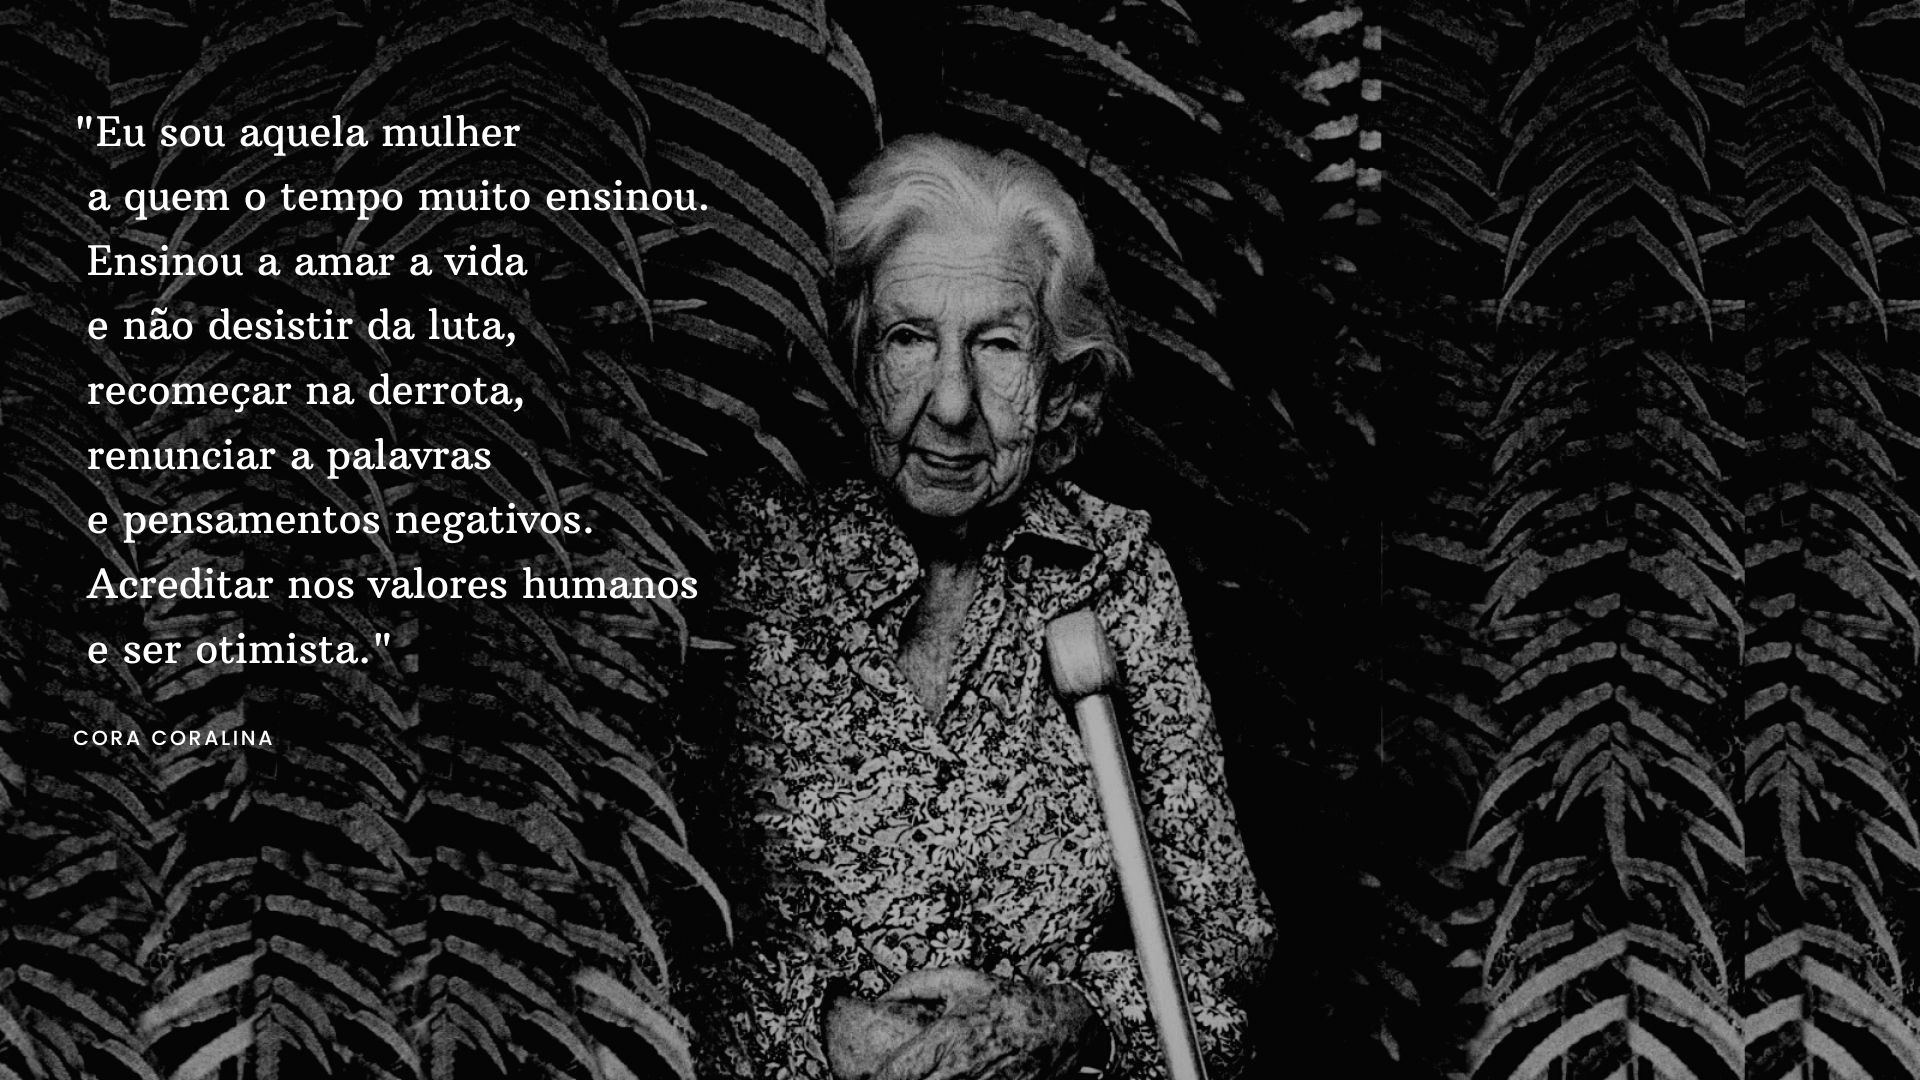 "Eu sou aquela mulher
a quem o tempo muito ensinou.
Ensinou a amar a vida
e não desistir da luta,
recomeçar na derrota,
renunciar a palavras
e pensamentos negativos.
Acreditar nos valores humanos
e ser otimista."
CORA CORALINA